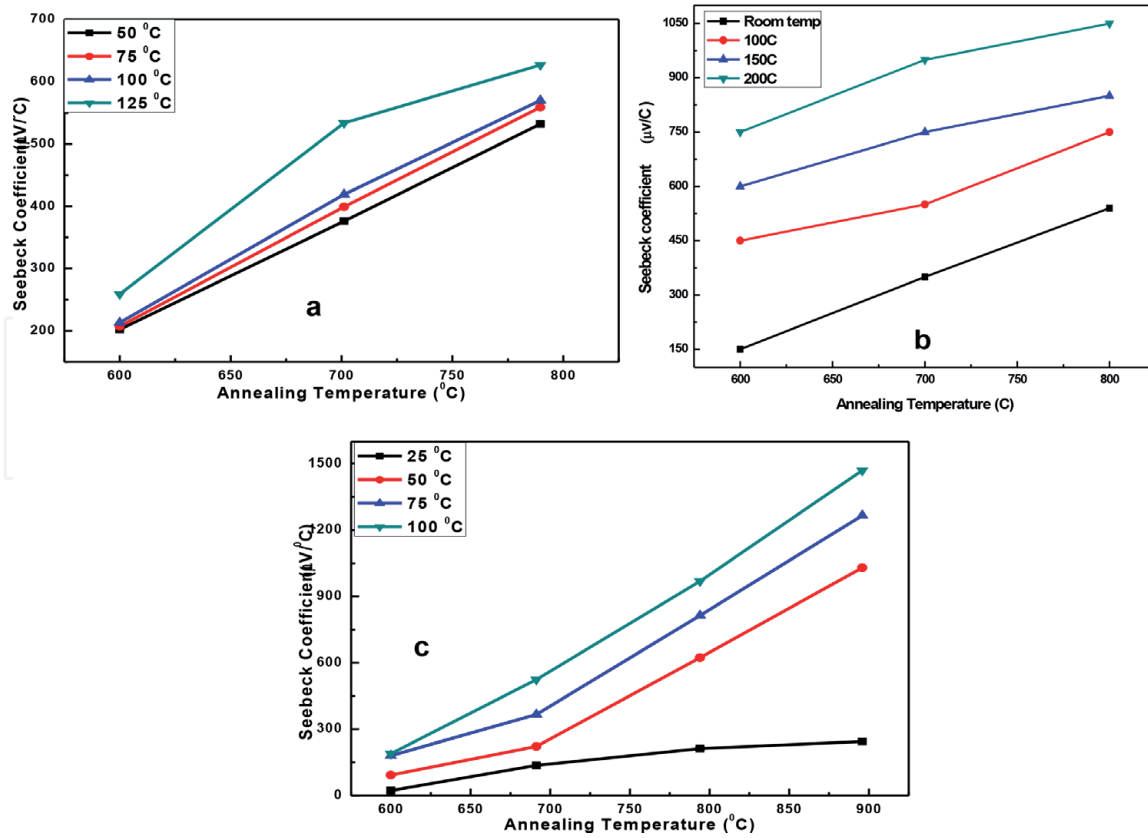 700
600
500
400
300
200
50 ⁰C
75 ⁰C
100 ⁰C
125 ⁰C
Seebeck Coefficient (µV/⁰C)
a
600 650 700 750 800
Annealing Temperature (⁰C)
1050
900
750
600
450
300
150
Room temp
100C
150C
200C
Seebeck coefficient (µv/C)
b
600 650 700 750 800
Annealing Temperature (C)
1500
1200
900
600
300
0
25 ⁰C
50 ⁰C
75 ⁰C
100 ⁰C
Seebeck Coefficient (µV/⁰C)
c
600 650 700 750 800 850 900
Annealing Temperature (⁰C)